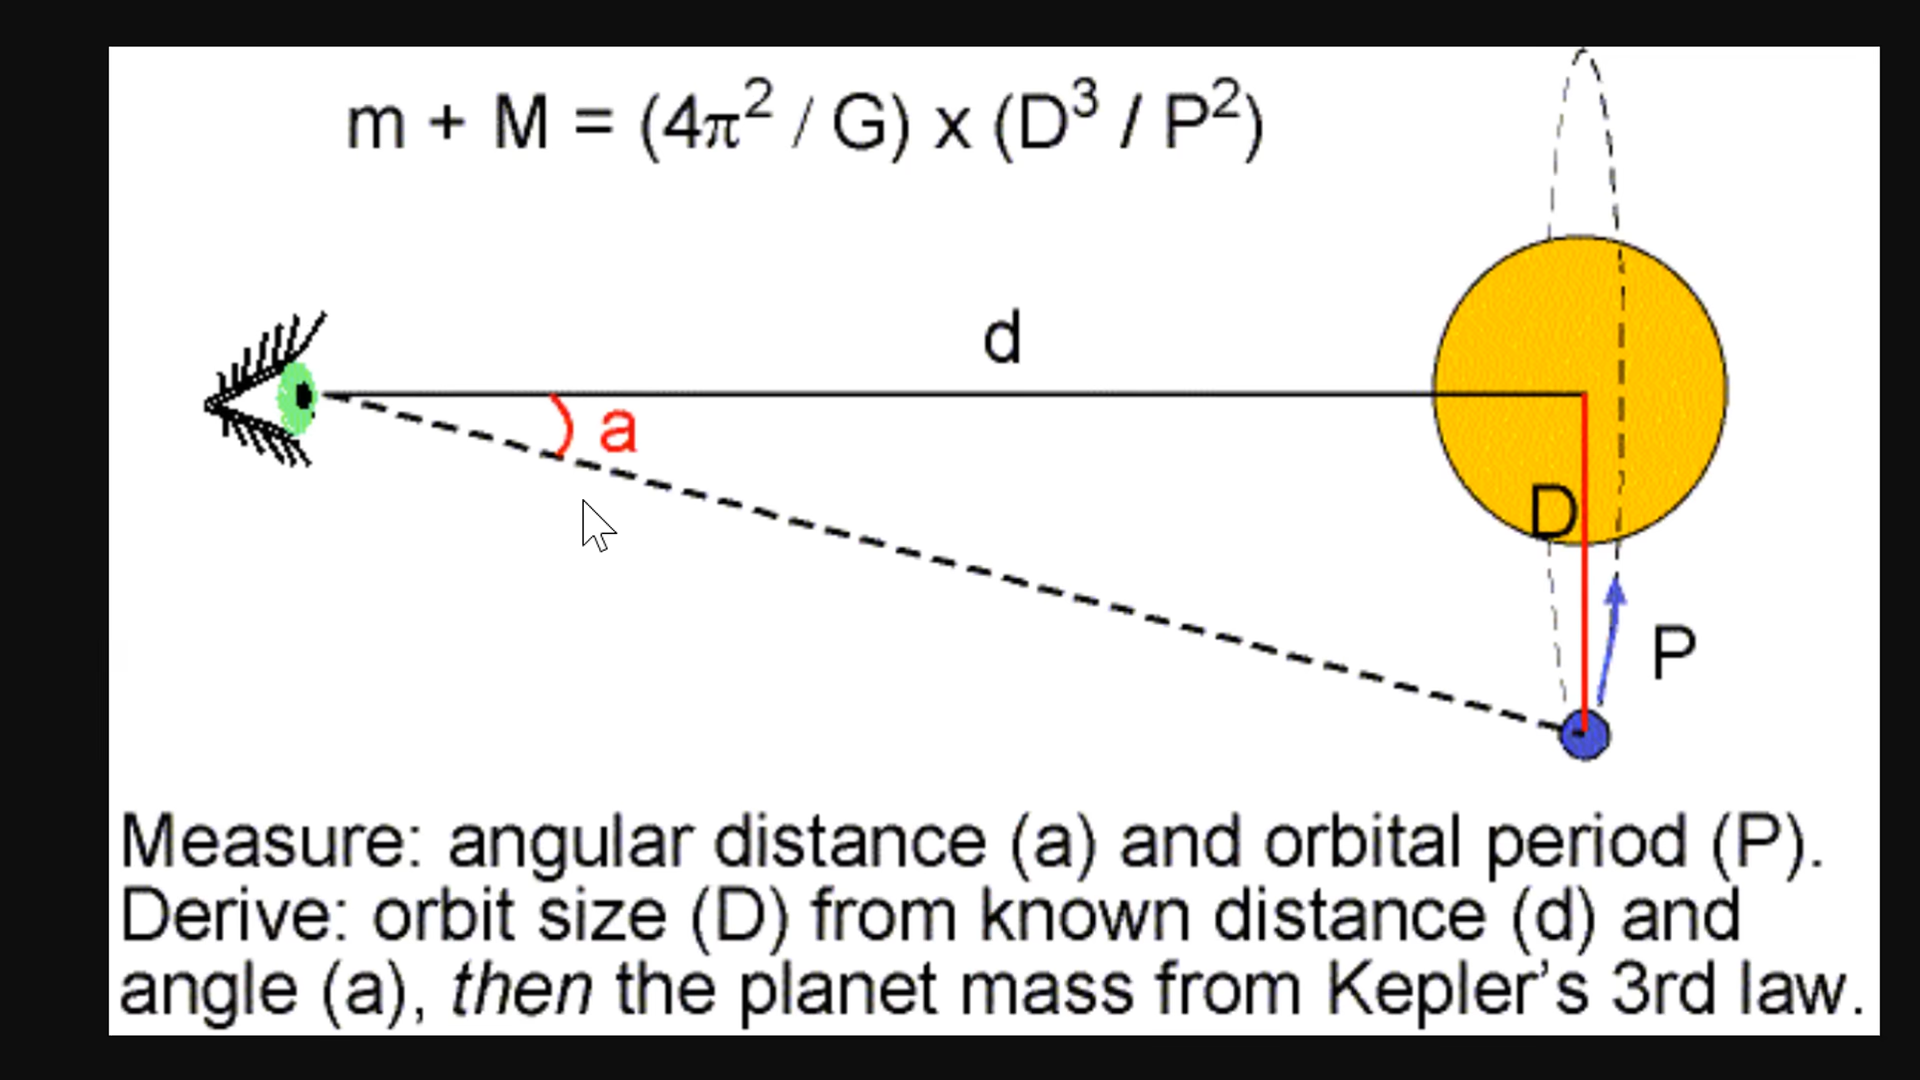 m + M = (4π² / G) x (D³ / P²)
d
a
D
P
Measure: angular distance (a) and orbital period (P).
Derive: orbit size (D) from known distance (d) and
angle (a), then the planet mass from Kepler’s 3rd law.